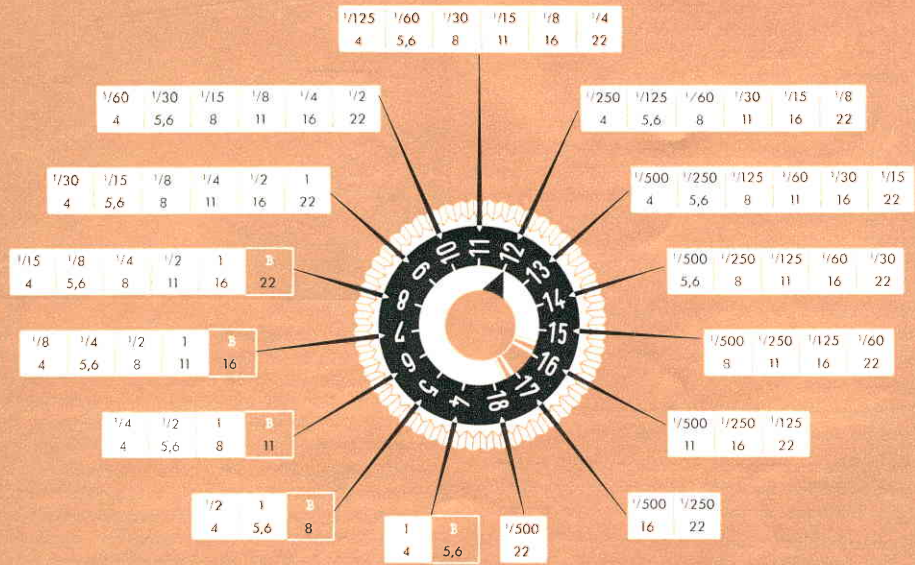 1/125 1/60 1/30 1/15 1/8 1/4
4 5,6 8 11 16 22
1/60 1/30 1/15 1/8 1/4 1/2
4 5,6 8 11 16 22
1/250 1/125 1/60 1/30 1/15 1/8
4 5,6 8 11 16 22
1/30 1/15 1/8 1/4 1/2 1
4 5,6 8 11 16 22
1/500 1/250 1/125 1/60 1/30 1/15
4 5,6 8 11 16 22
1/15 1/8 1/4 1/2 1 B
4 5,6 8 11 16 22
1/500 1/250 1/125 1/60 1/30
5,6 8 11 16 22
1/8 1/4 1/2 1 B
4 5,6 8 11 16
1/500 1/250 1/125 1/60
8 11 16 22
1/4 1/2 1 B
4 5,6 8 11
1/500 1/250 1/125
11 16 22
1/2 1 B
4 5,6 8
1/500 1/250
16 22
1 B
4 5,6
1/500
22
4 5 6 7 8 9 10 11 12 13 14 15 16 17 18